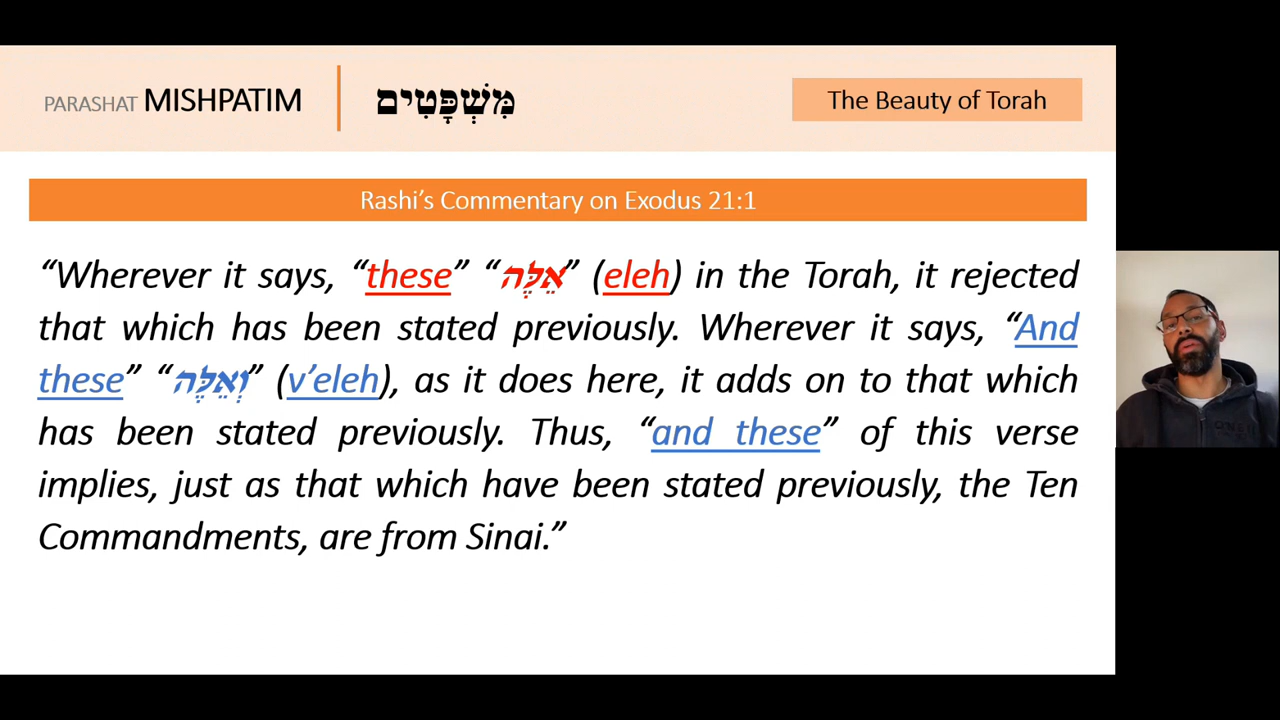 PARASHAT MISHPATIM
מִּשְׁפָּטִים
The Beauty of Torah
Rashi's Commentary on Exodus 21:1
“Wherever it says, “these” “אֵלֶּה” (eleh) in the Torah, it rejected
that which has been stated previously. Wherever it says, “And
these” “וְאֵלֶּה” (v’eleh), as it does here, it adds on to that which
has been stated previously. Thus, “and these” of this verse
implies, just as that which have been stated previously, the Ten
Commandments, are from Sinai.”